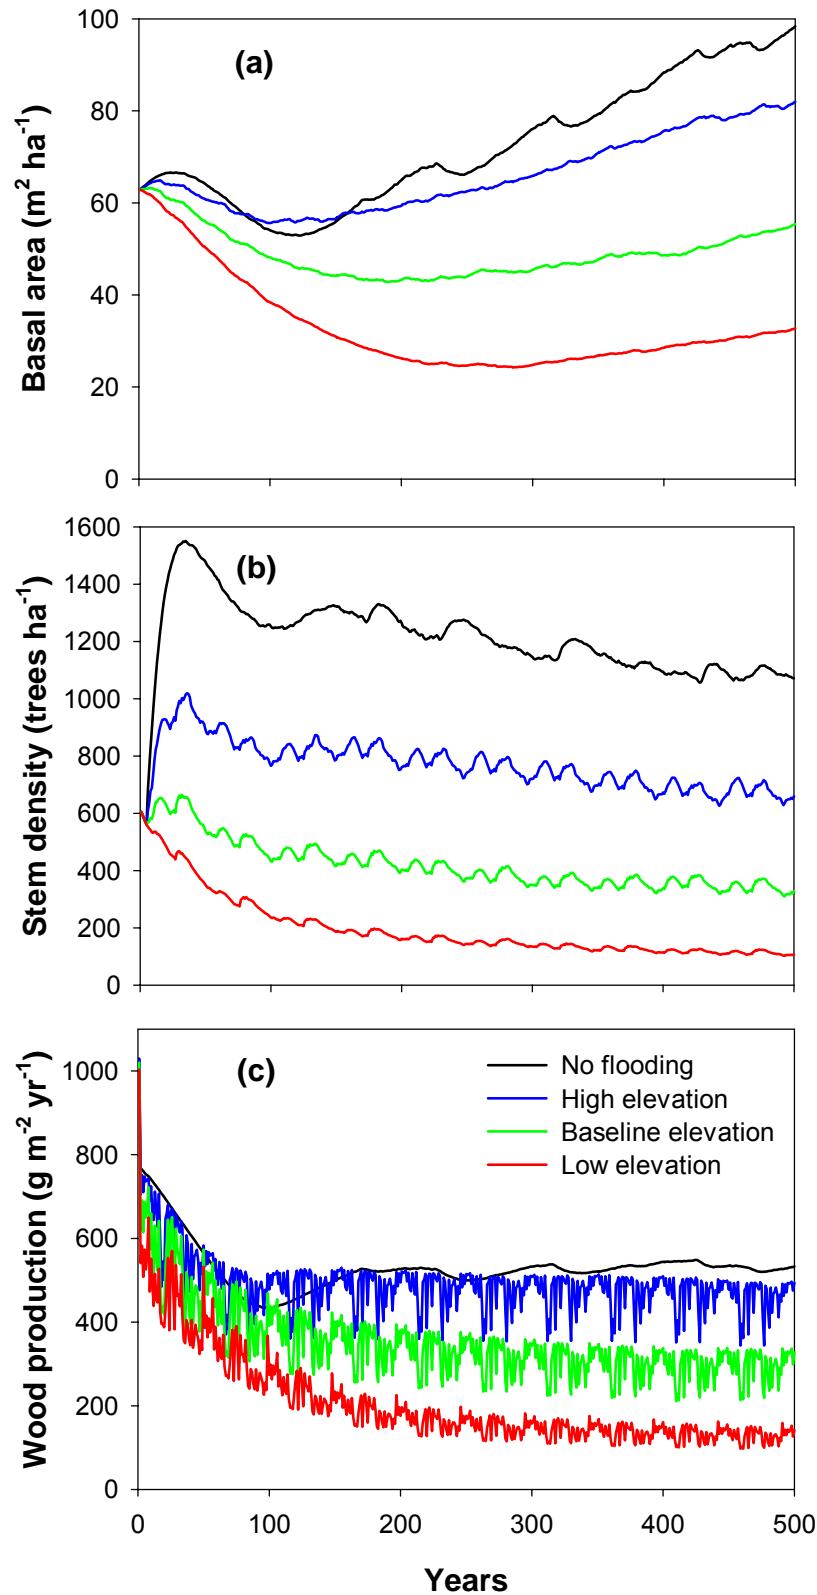 100
80
60
40
20
0
Basal area (m² ha⁻¹)
(a)
1600
1400
1200
1000
800
600
400
200
0
Stem density (trees ha⁻¹)
(b)
1000
800
600
400
200
0
Wood production (g m⁻² yr⁻¹)
(c)
No flooding
High elevation
Baseline elevation
Low elevation
0 100 200 300 400 500
Years